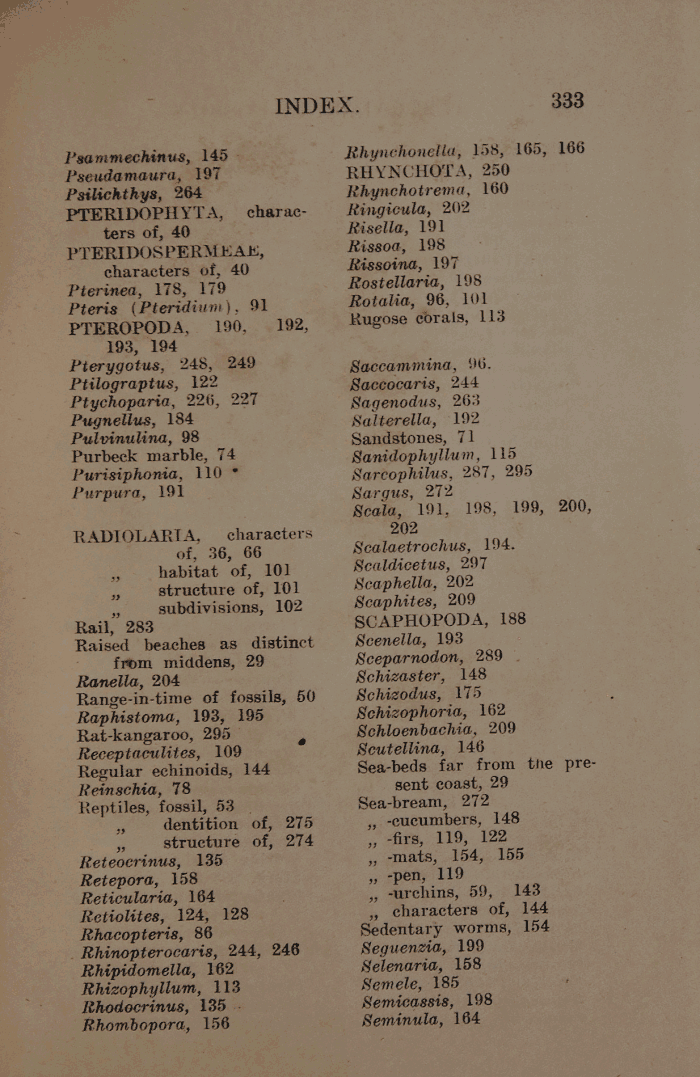 INDEX. 333
Psammechinus, 145
Pseudamaura, 197
Psilichthys, 264
PTERIDOPHYTA, charac-
ters of, 40
PTERIDOSPERMEAE,
characters of, 40
Pterinea, 178, 179
Pteris (Pteridium), 91
PTEROPODA, 190, 192,
193, 194
Pterygotus, 248, 249
Ptilograptus, 122
Ptychoparia, 226, 227
Pugnellus, 184
Pulvinulina, 98
Purbeck marble, 74
Purisiphonia, 110
Purpura, 191
RADIOLARIA, characters
of, 36, 66
„ habitat of, 101
„ structure of, 101
„ subdivisions, 102
Rail, 283
Raised beaches as distinct
from middens, 29
Ranella, 204
Range-in-time of fossils, 50
Raphistoma, 193, 195
Rat-kangaroo, 295
Receptaculites, 109
Regular echinoids, 144
Reinschia, 78
Reptiles, fossil, 53
„ dentition of, 275
„ structure of, 274
Reteocrinus, 135
Retepora, 158
Reticularia, 164
Retiolites, 124, 128
Rhacopteris, 86
Rhinopterocaris, 244, 246
Rhipidomella, 162
Rhizophyllum, 113
Rhodocrinus, 135
Rhombopora, 156
Rhynchonella, 158, 165, 166
RHYNCHOTA, 250
Rhynchotrema, 160
Ringicula, 202
Risella, 191
Rissoa, 198
Rissoina, 197
Rostellaria, 198
Rotalia, 96, 101
Rugose corals, 113
Saccammina, 96.
Saccocaris, 244
Sagenodus, 263
Salterella, 192
Sandstones, 71
Sanidophyllum, 115
Sarcophilus, 287, 295
Sargus, 272
Scala, 191, 198, 199, 200,
202
Scalaetrochus, 194.
Scaldicetus, 297
Scaphella, 202
Scaphites, 209
SCAPHOPODA, 188
Scenella, 193
Sceparnodon, 289
Schizaster, 148
Schizodus, 175
Schizophoria, 162
Schloenbachia, 209
Scutellina, 146
Sea-beds far from the pre-
sent coast, 29
Sea-bream, 272
„ -cucumbers, 148
„ -firs, 119, 122
„ -mats, 154, 155
„ -pen, 119
„ -urchins, 59, 143
„ characters of, 144
Sedentary worms, 154
Seguenzia, 199
Selenaria, 158
Semele, 185
Semicassis, 198
Seminula, 164